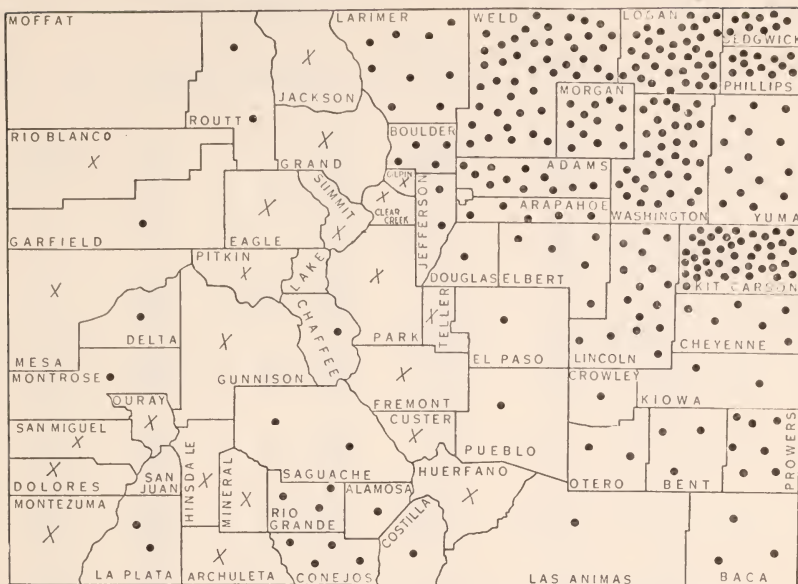 MOFFAT
LARIMER
WELD
LOGAN
SEDGWICK
PHILLIPS
ROUTT
X
JACKSON
MORGAN
RIO BLANCO
X
GRAND
X
BOULDER
ADAMS
GILPIN
X
SUMMIT
X
CLEAR CREEK
X
JEFFERSON
ARAPAHOE
WASHINGTON
YUMA
GARFIELD
EAGLE
X
PITKIN
X
LAKE
DOUGLAS
ELBERT
KIT CARSON
X
MESA
DELTA
GUNNISON
X
CHAFFEE
PARK
X
TELLER
X
EL PASO
LINCOLN
CHEYENNE
MONTROSE
OURAY
X
FREMONT
X
CROWLEY
KIOWA
SAN MIGUEL
X
CUSTER
X
PUEBLO
PROWERS
DOLORES
X
SAN JUAN
HINSDALE
X
MINERAL
X
SAGUACHE
HUERFANO
X
OTERO
BENT
MONTEZUMA
X
RIO GRANDE
ALAMOSA
COSTILLA
LA PLATA
ARCHULETA
X
CONEJOS
LAS ANIMAS
BACA